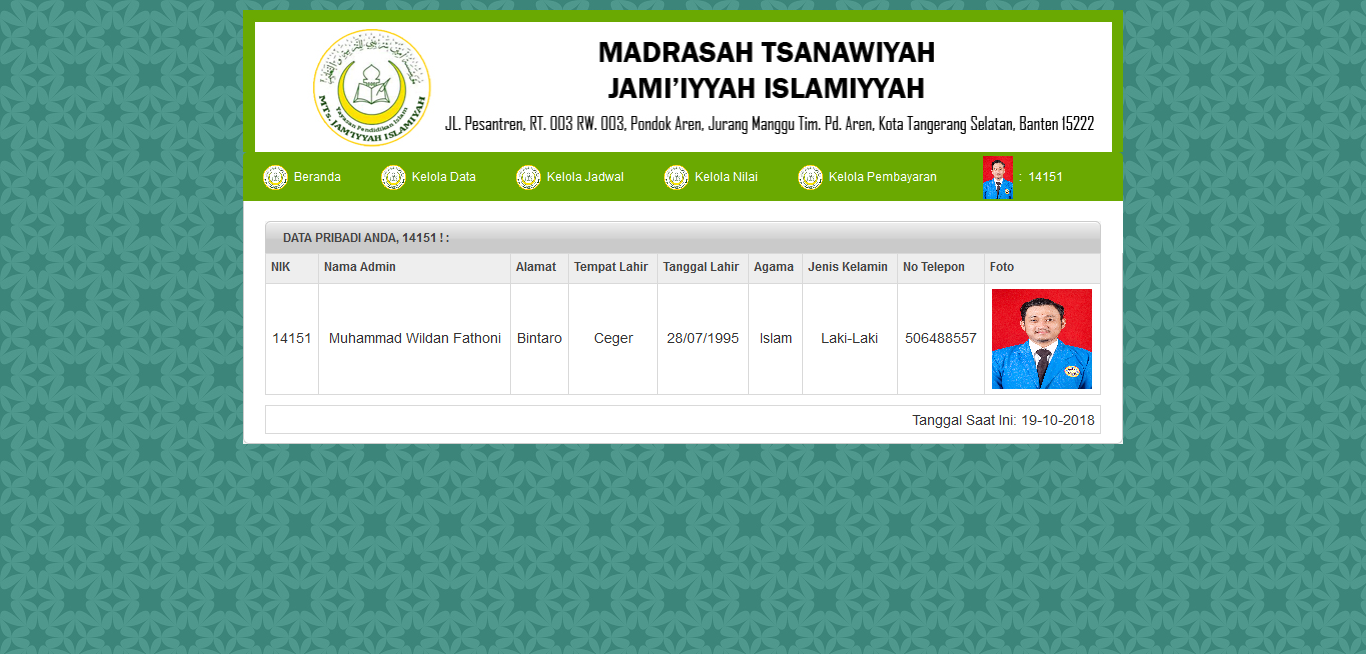 MTs. JAM'IYYAH ISLAMIYAH
Yayasan Pendidikan Islam
MADRASAH TSANAWIYAH
JAMI'IYYAH ISLAMIYYAH
JL. Pesantren, RT. 003 RW. 003, Pondok Aren, Jurang Manggu Tim. Pd. Aren, Kota Tangerang Selatan, Banten 15222
Beranda Kelola Data Kelola Jadwal Kelola Nilai Kelola Pembayaran : 14151
DATA PRIBADI ANDA, 14151 ! :
NIK Nama Admin Alamat Tempat Lahir Tanggal Lahir Agama Jenis Kelamin No Telepon Foto
14151 Muhammad Wildan Fathoni Bintaro Ceger 28/07/1995 Islam Laki-Laki 506488557
Tanggal Saat Ini: 19-10-2018